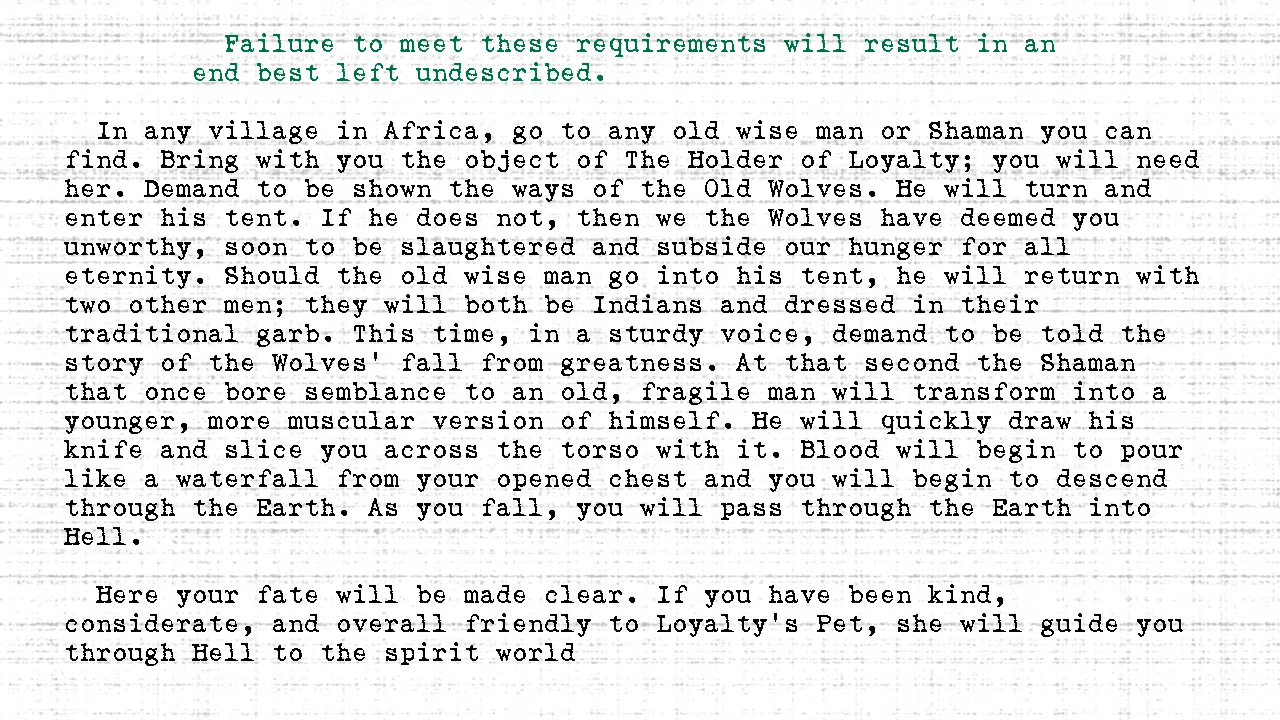 Failure to meet these requirements will result in an
end best left undescribed.
In any village in Africa, go to any old wise man or Shaman you can
find. Bring with you the object of The Holder of Loyalty; you will need
her. Demand to be shown the ways of the Old Wolves. He will turn and
enter his tent. If he does not, then we the Wolves have deemed you
unworthy, soon to be slaughtered and subside our hunger for all
eternity. Should the old wise man go into his tent, he will return with
two other men; they will both be Indians and dressed in their
traditional garb. This time, in a sturdy voice, demand to be told the
story of the Wolves' fall from greatness. At that second the Shaman
that once bore semblance to an old, fragile man will transform into a
younger, more muscular version of himself. He will quickly draw his
knife and slice you across the torso with it. Blood will begin to pour
like a waterfall from your opened chest and you will begin to descend
through the Earth. As you fall, you will pass through the Earth into
Hell.
Here your fate will be made clear. If you have been kind,
considerate, and overall friendly to Loyalty's Pet, she will guide you
through Hell to the spirit world